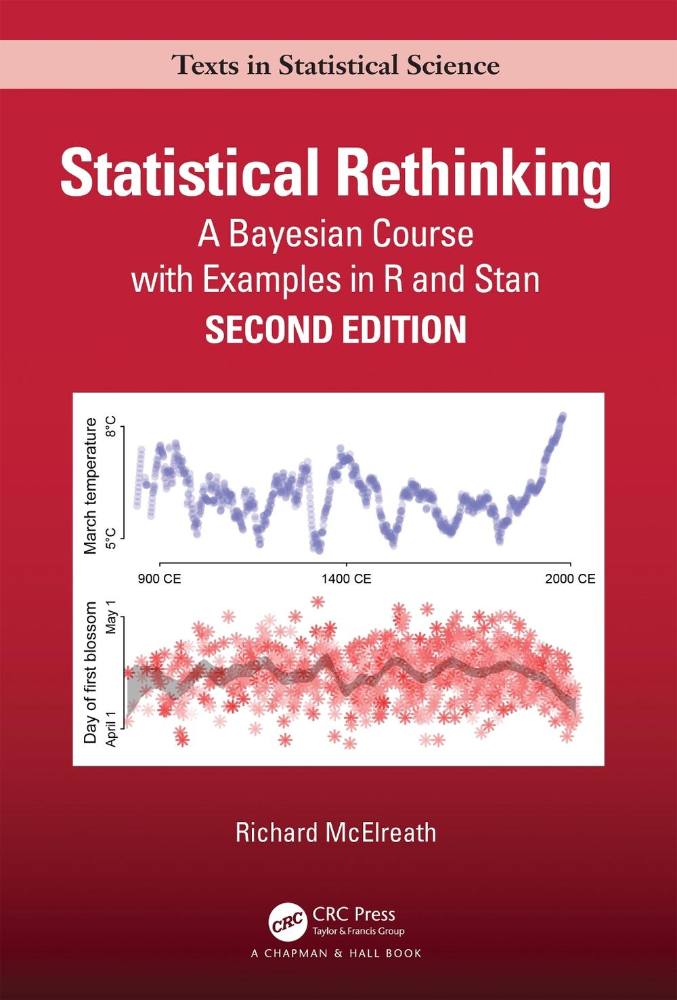 Texts in Statistical Science
Statistical Rethinking
A Bayesian Course
with Examples in R and Stan
SECOND EDITION
March temperature
8°C
5°C
900 CE
1400 CE
2000 CE
Day of first blossom
May 1
April 1
Richard McElreath
CRC
CRC Press
Taylor & Francis Group
A CHAPMAN & HALL BOOK